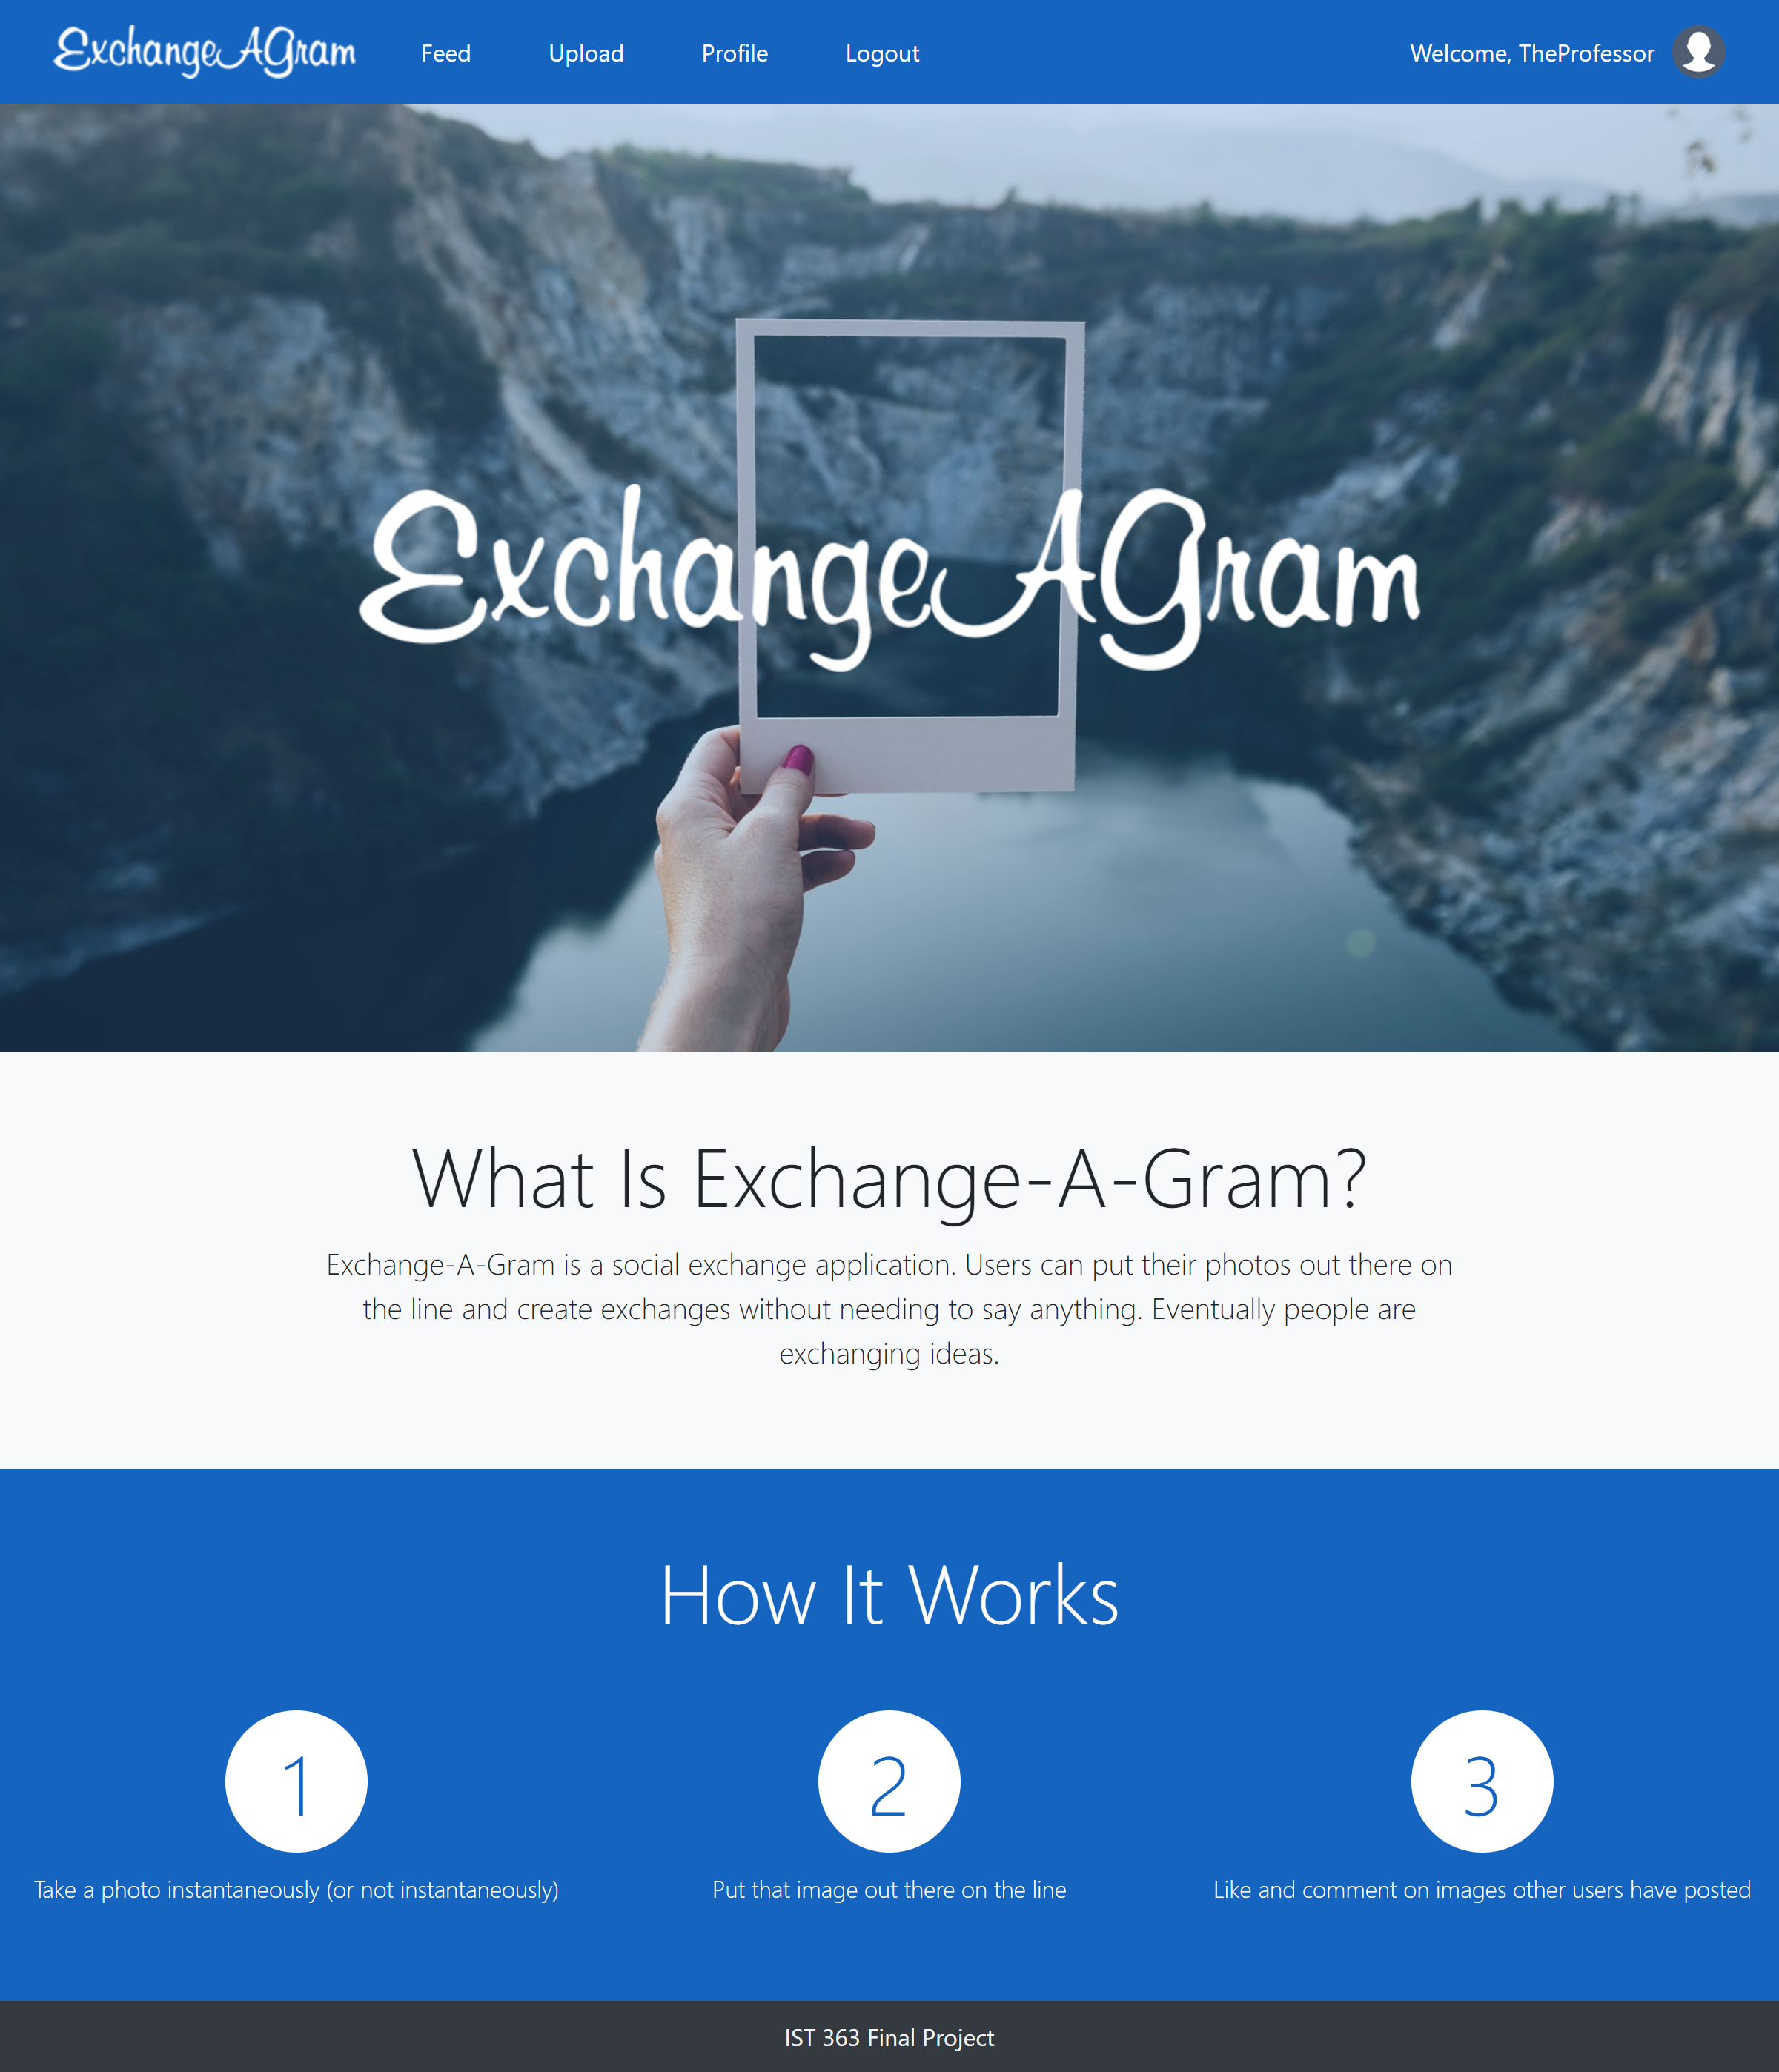 ExchangeAGram Feed Upload Profile Logout Welcome, TheProfessor
ExchangeAGram
What Is Exchange-A-Gram?
Exchange-A-Gram is a social exchange application. Users can put their photos out there on
the line and create exchanges without needing to say anything. Eventually people are
exchanging ideas.
How It Works
1 2 3
Take a photo instantaneously (or not instantaneously) Put that image out there on the line Like and comment on images other users have posted
IST 363 Final Project